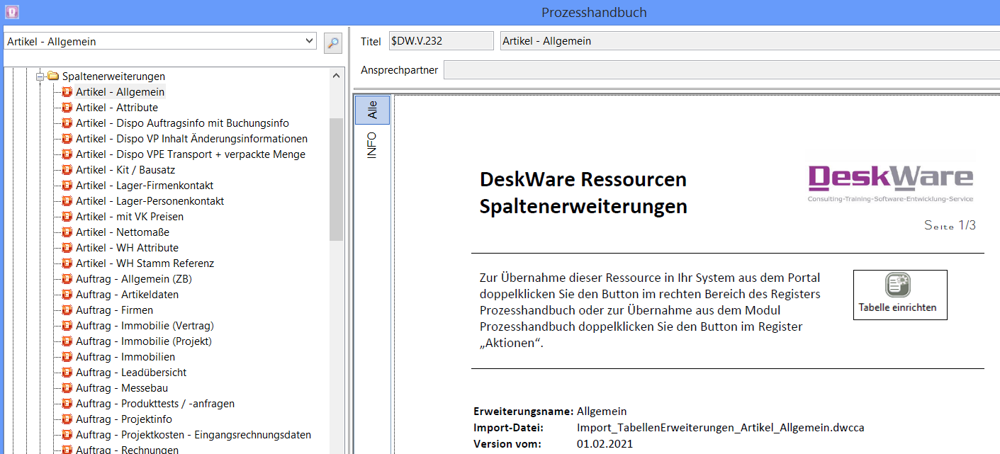 Prozesshandbuch
Artikel - Allgemein
Titel $DW.V.232 Artikel - Allgemein
Ansprechpartner
Spaltenerweiterungen
Artikel - Allgemein
Artikel - Attribute
Artikel - Dispo Auftragsinfo mit Buchungsinfo
Artikel - Dispo VP Inhalt Änderungsinformationen
Artikel - Dispo VPE Transport + verpackte Menge
Artikel - Kit / Bausatz
Artikel - Lager-Firmenkontakt
Artikel - Lager-Personenkontakt
Artikel - mit VK Preisen
Artikel - Nettomaße
Artikel - WH Attribute
Artikel - WH Stamm Referenz
Auftrag - Allgemein (ZB)
Auftrag - Artikeldaten
Auftrag - Firmen
Auftrag - Immobilie (Vertrag)
Auftrag - Immobilie (Projekt)
Auftrag - Immobilien
Auftrag - Leadübersicht
Auftrag - Messebau
Auftrag - Produkttests / -anfragen
Auftrag - Projektinfo
Auftrag - Projektkosten - Eingangsrechnungsdaten
Auftrag - Rechnungen
Alle
INFO
DeskWare Ressourcen
Spaltenerweiterungen
DeskWare
Consulting-Training-Software-Entwicklung-Service
Seite 1/3
Zur Übernahme dieser Ressource in Ihr System aus dem Portal
doppelklicken Sie den Button im rechten Bereich des Registers
Prozesshandbuch oder zur Übernahme aus dem Modul
Prozesshandbuch doppelklicken Sie den Button im Register
„Aktionen“.
Tabelle einrichten
Erweiterungsname: Allgemein
Import-Datei: Import_TabellenErweiterungen_Artikel_Allgemein.dwcca
Version vom: 01.02.2021